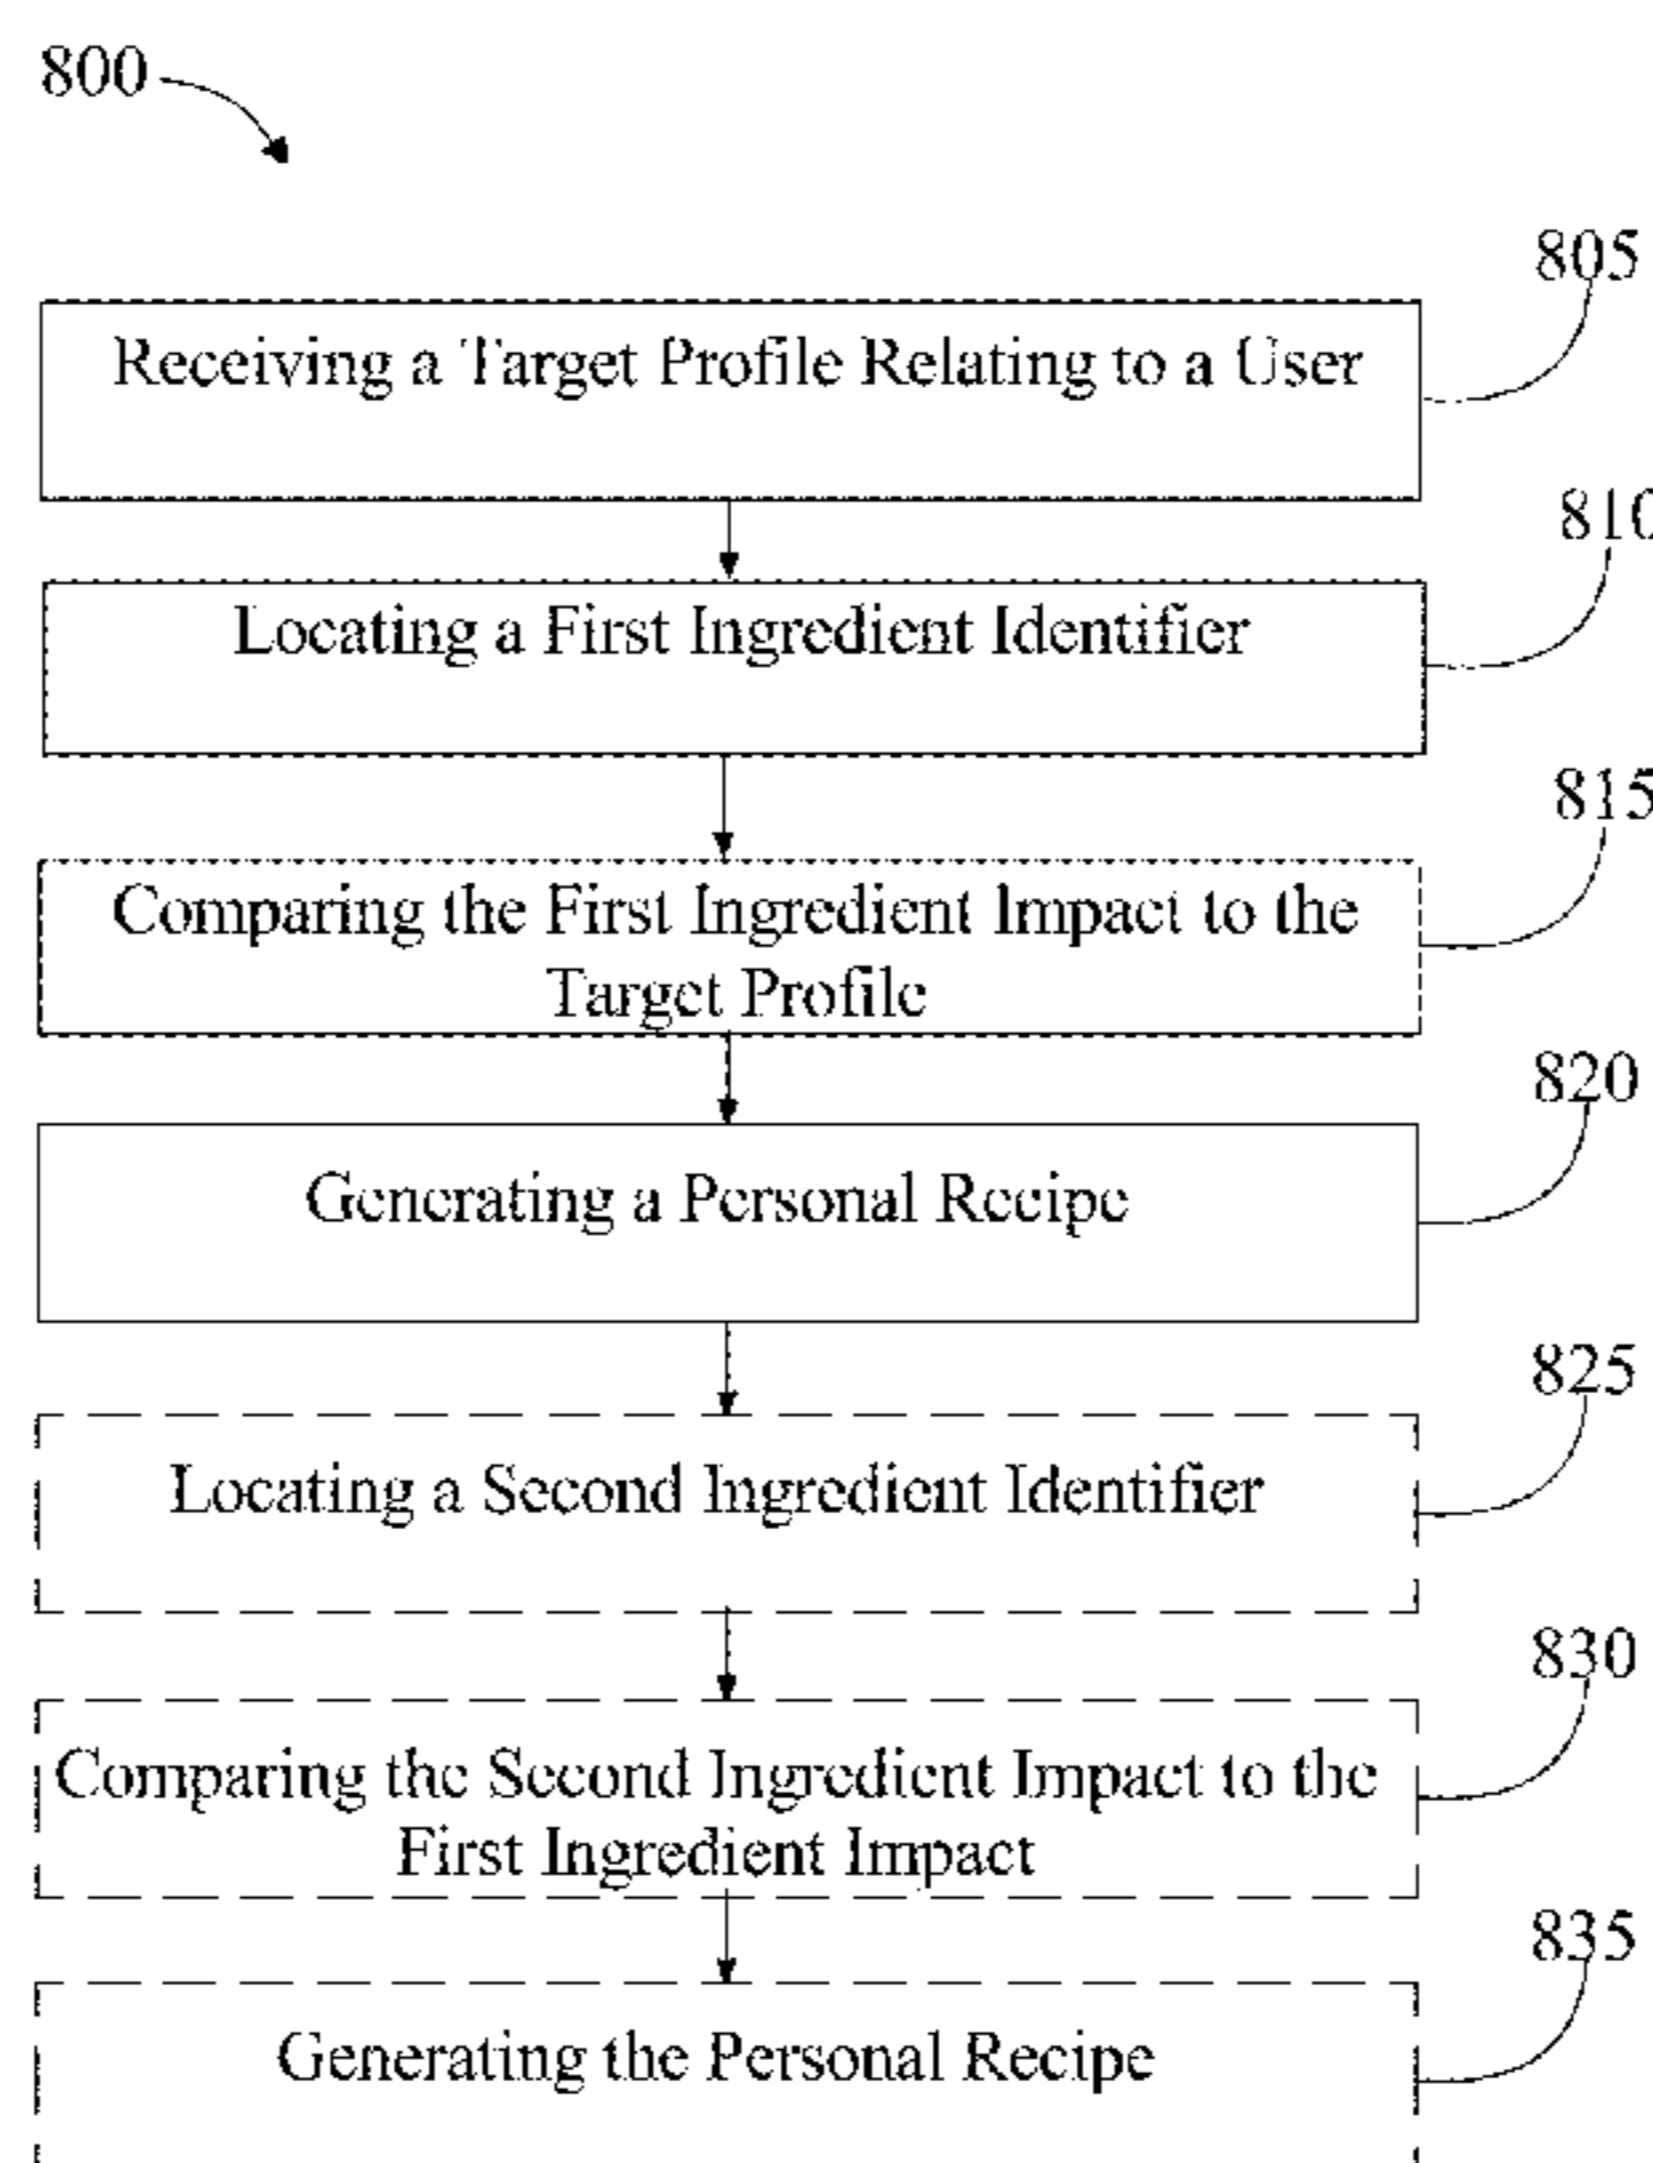 800
805
Receiving a Target Profile Relating to a User
810
Locating a First Ingredient Identifier
815
Comparing the First Ingredient Impact to the
Target Profile
820
Generating a Personal Recipe
825
Locating a Second Ingredient Identifier
830
Comparing the Second Ingredient Impact to the
First Ingredient Impact
835
Generating the Personal Recipe